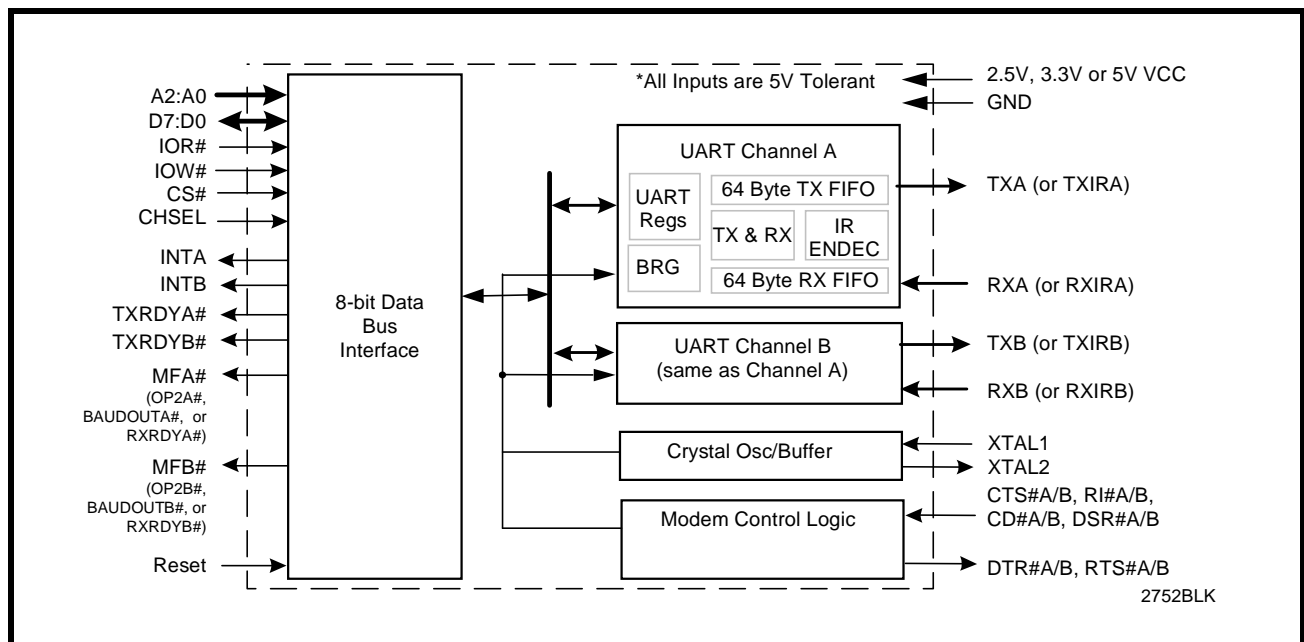 *All Inputs are 5V Tolerant
2.5V, 3.3V or 5V VCC
GND
A2:A0
D7:D0
IOR#
IOW#
CS#
CHSEL
INTA
INTB
TXRDYA#
TXRDYB#
MFA#
(OP2A#,
BAUDOUTA#, or
RXRDYA#)
MFB#
(OP2B#,
BAUDOUTB#, or
RXRDYB#)
Reset
8-bit Data
Bus
Interface
UART Channel A
UART
Regs
BRG
64 Byte TX FIFO
TX & RX
IR
ENDEC
64 Byte RX FIFO
UART Channel B
(same as Channel A)
Crystal Osc/Buffer
Modem Control Logic
TXA (or TXIRA)
RXA (or RXIRA)
TXB (or TXIRB)
RXB (or RXIRB)
XTAL1
XTAL2
CTS#A/B, RI#A/B,
CD#A/B, DSR#A/B
DTR#A/B, RTS#A/B
2752BLK